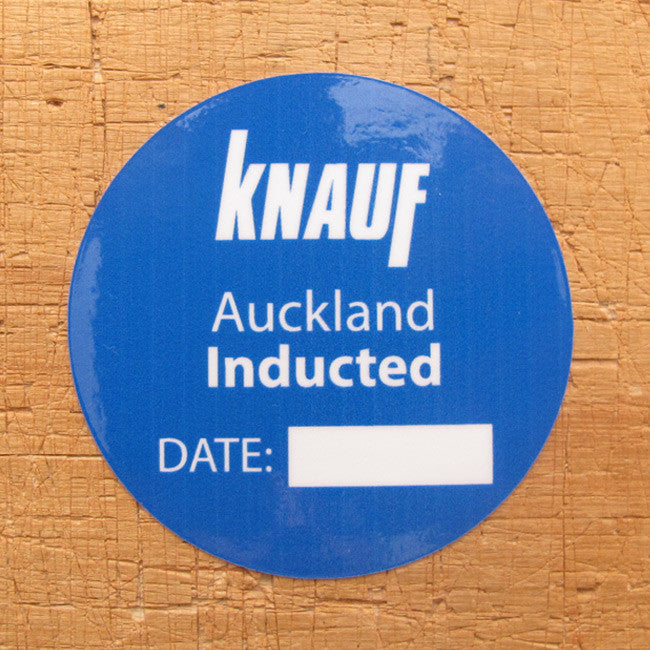 KNAUF
Auckland
Inducted
DATE: